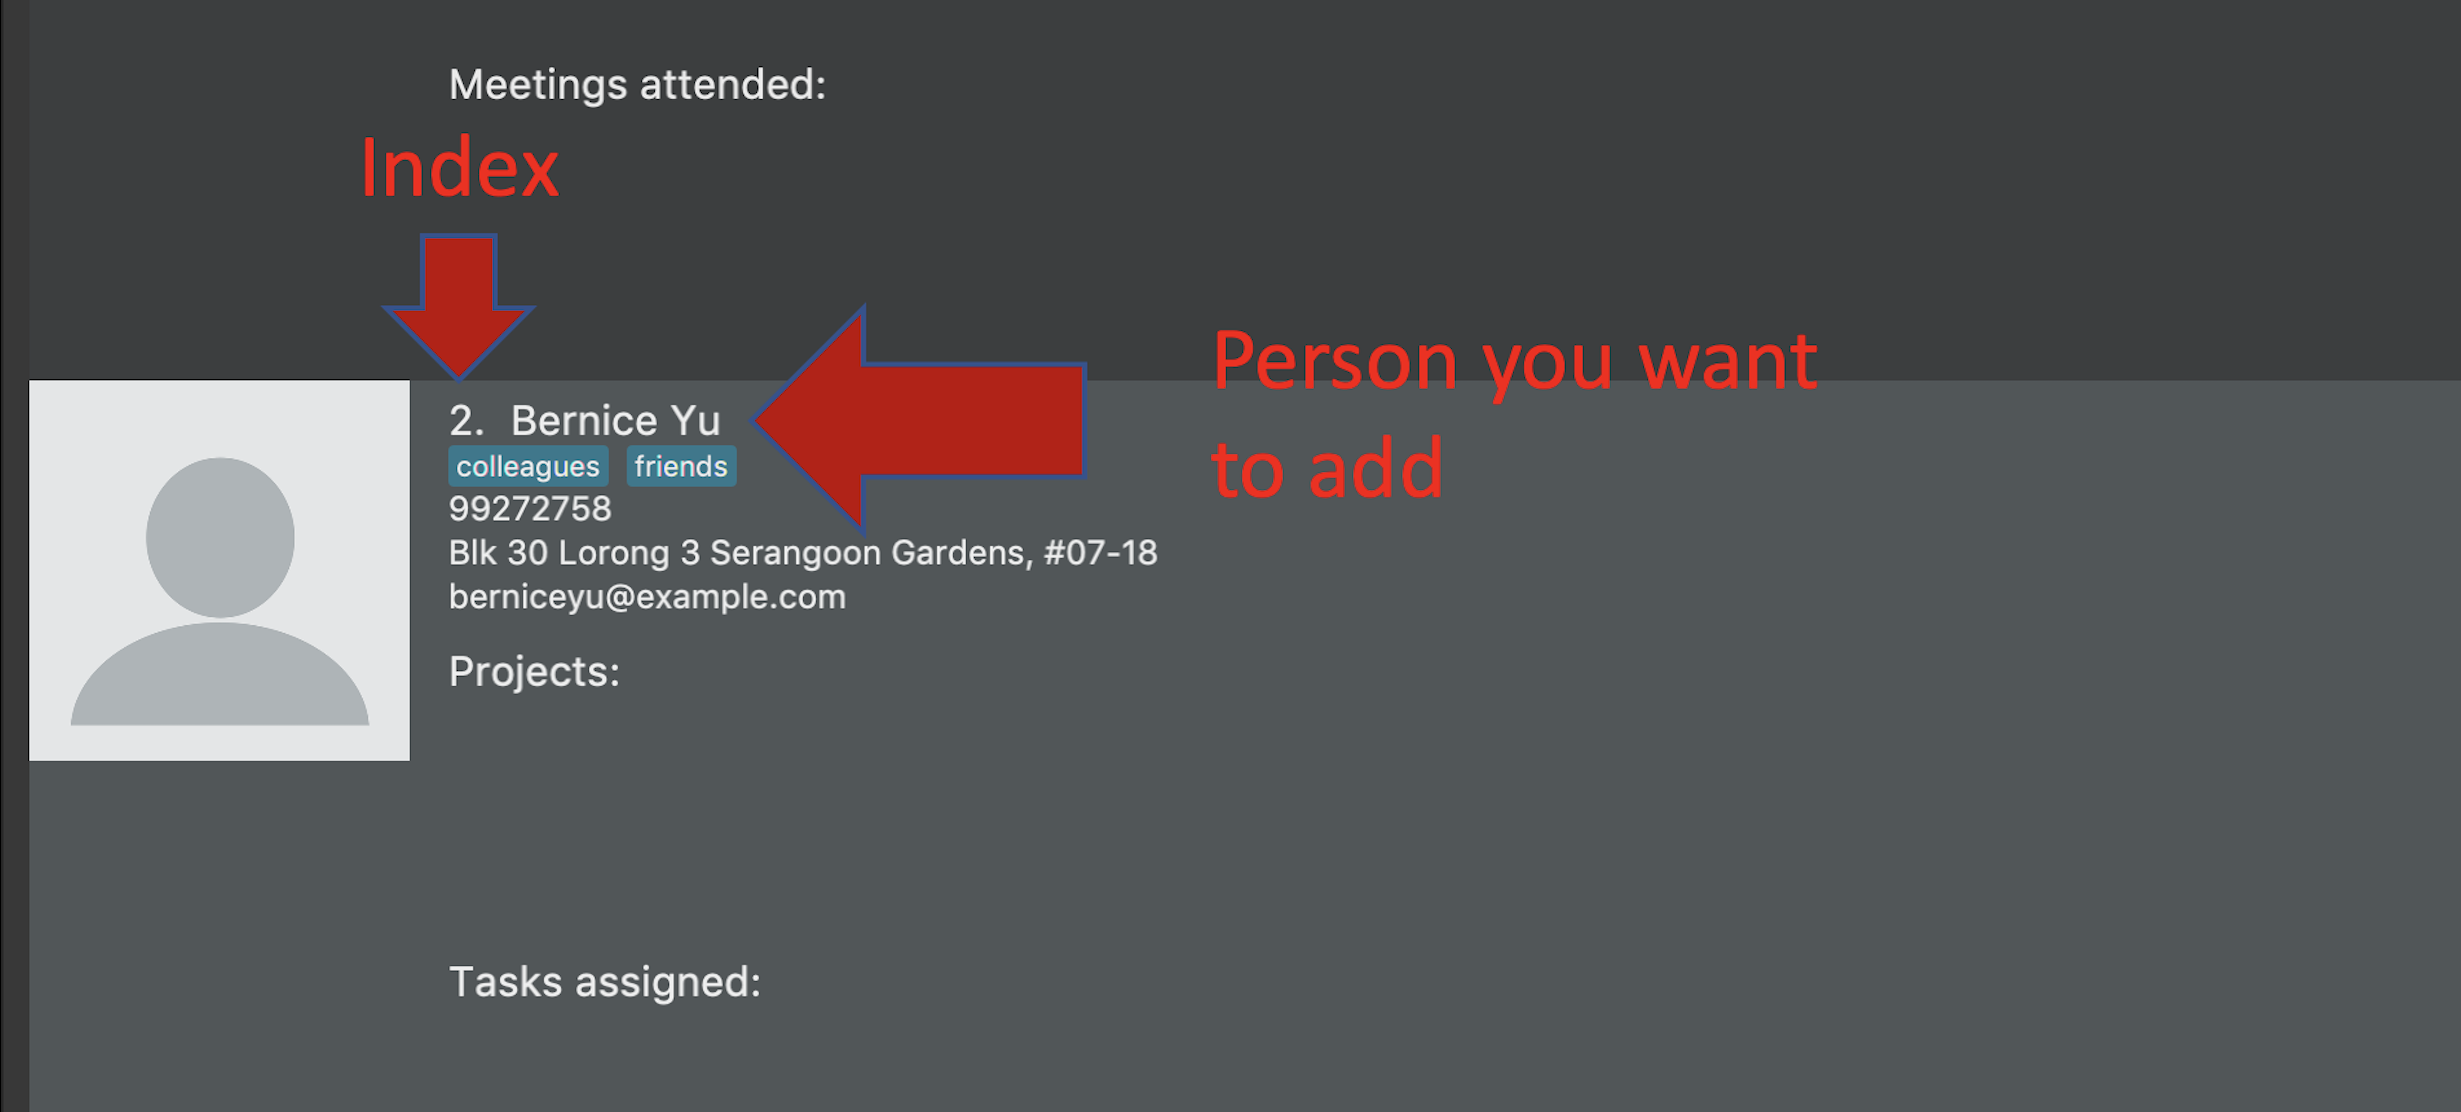 Meetings attended:
Index
Person you want
to add
2. Bernice Yu
colleagues friends
99272758
Blk 30 Lorong 3 Serangoon Gardens, #07-18
berniceyu@example.com
Projects:
Tasks assigned: